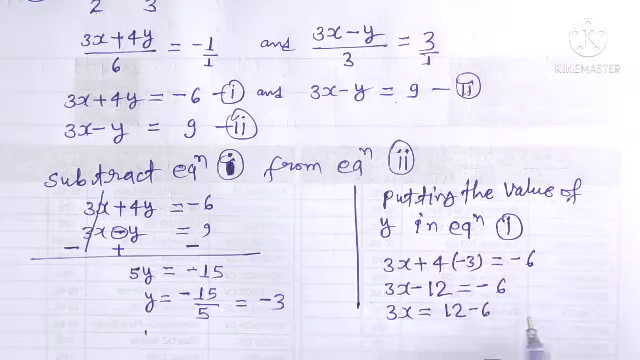 2 3
3x+4y/6 = -1/1 and 3x-y/3 = 3/1
3x+4y = -6 -(i) and 3x-y = 9 -(ii)
3x-y = 9 -(ii)
Subtract eqⁿ (i) from eqⁿ (ii)
3x+4y = -6
3x-y = 9
- + -
5y = -15
y = -15/5 = -3
Putting the value of
y in eqⁿ (i)
3x+4(-3) = -6
3x-12 = -6
3x = 12-6
KINEMASTER